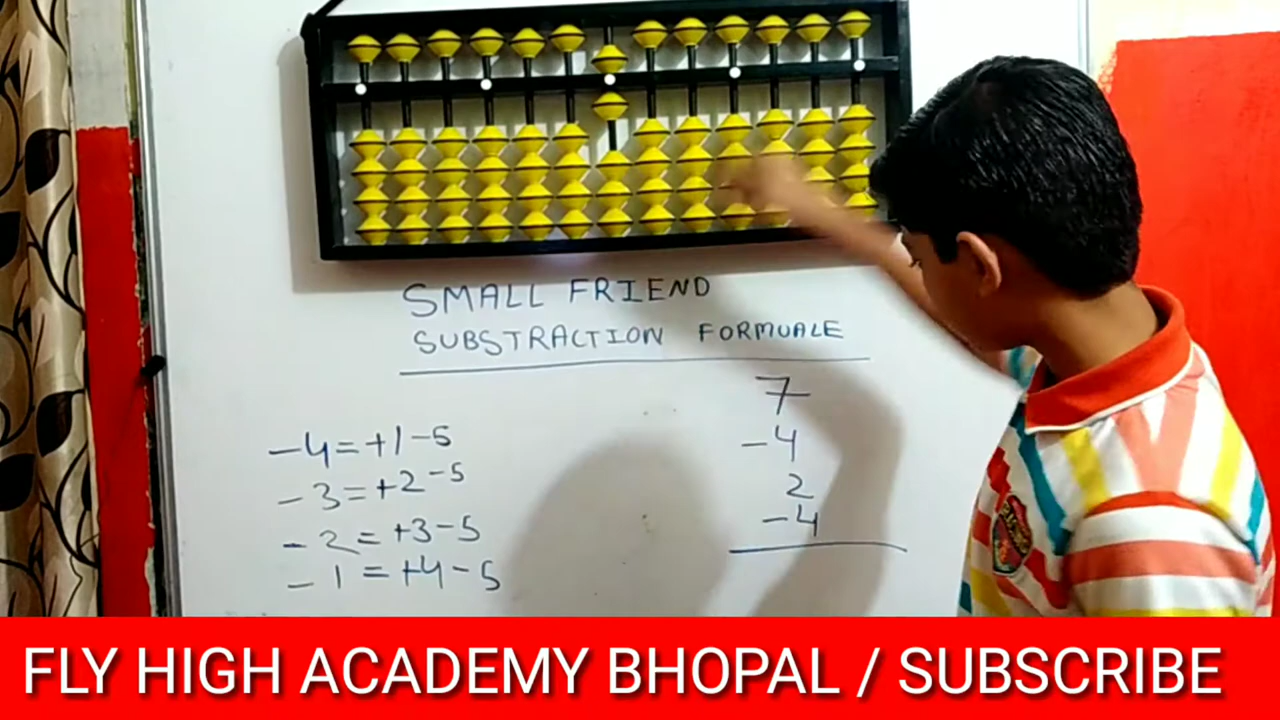 SMALL FRIEND
SUBSTRACTION FORMUALE
-4=+1-5
-3=+2-5
-2=+3-5
-1=+4-5
7
-4
2
-4
FLY HIGH ACADEMY BHOPAL / SUBSCRIBE